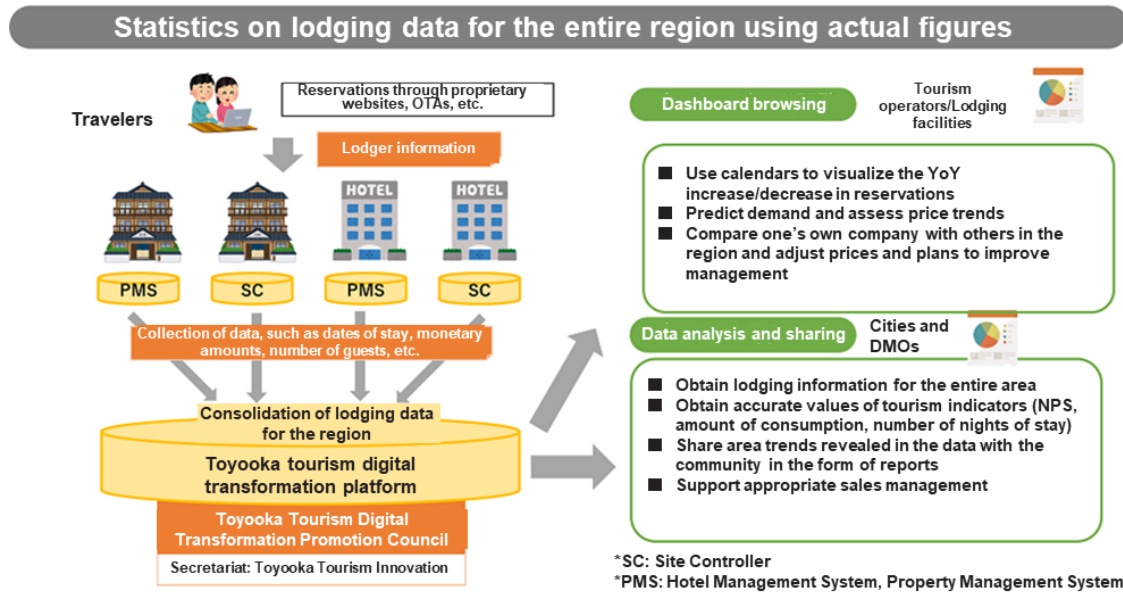 Statistics on lodging data for the entire region using actual figures
Travelers
Reservations through proprietary
websites, OTAs, etc.
Lodger information
HOTEL
HOTEL
PMS
SC
PMS
SC
Collection of data, such as dates of stay, monetary
amounts, number of guests, etc.
Consolidation of lodging data
for the region
Toyooka tourism digital
transformation platform
Toyooka Tourism Digital
Transformation Promotion Council
Secretariat: Toyooka Tourism Innovation
Dashboard browsing
Tourism
operators/Lodging
facilities
■ Use calendars to visualize the YoY
increase/decrease in reservations
■ Predict demand and assess price trends
■ Compare one's own company with others in the
region and adjust prices and plans to improve
management
Data analysis and sharing
Cities and
DMOs
■ Obtain lodging information for the entire area
■ Obtain accurate values of tourism indicators (NPS,
amount of consumption, number of nights of stay)
■ Share area trends revealed in the data with the
community in the form of reports
■ Support appropriate sales management
*SC: Site Controller
*PMS: Hotel Management System, Property Management System